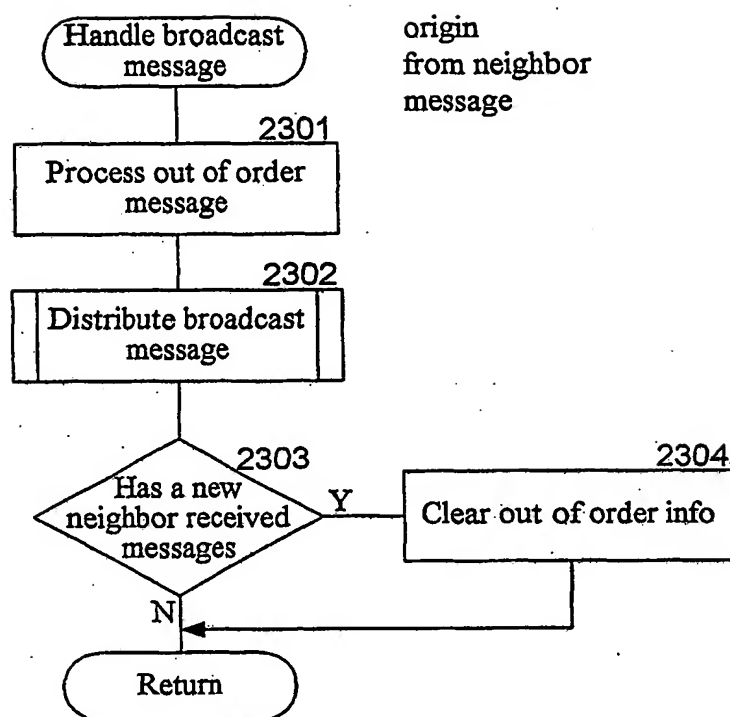 Handle broadcast
message
origin
from neighbor
message
2301
Process out of order
message
2302
Distribute broadcast
message
2303
Has a new
neighbor received
messages
Y
2304
Clear out of order info
N
Return